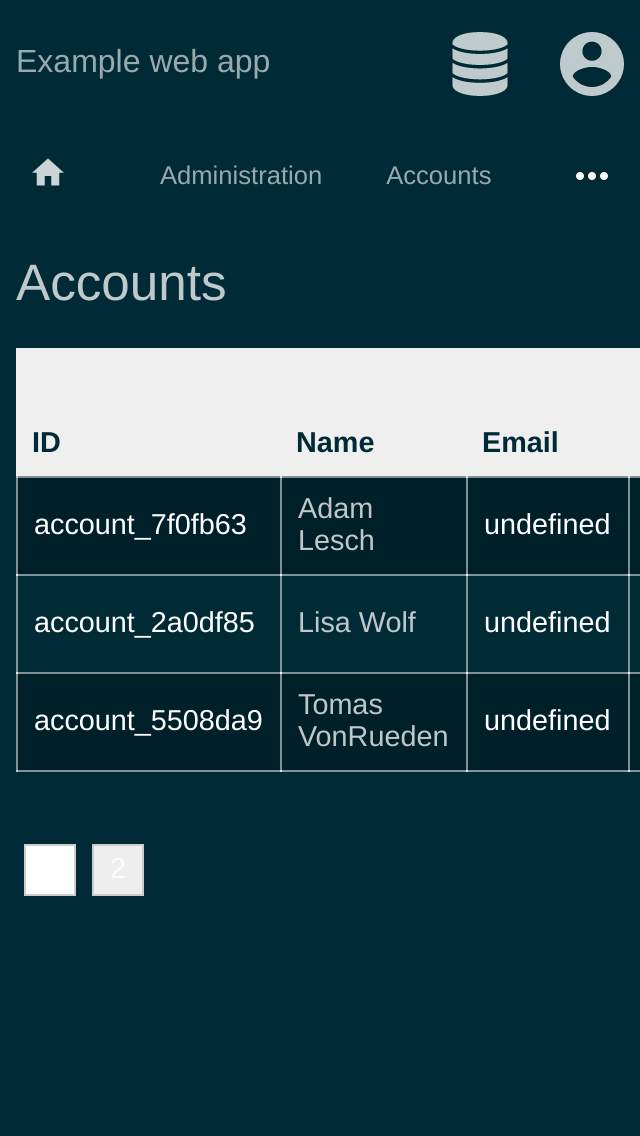 Example web app
Administration
Accounts
Accounts
ID
Name
Email
account_7f0fb63
Adam
Lesch
undefined
account_2a0df85
Lisa Wolf
undefined
account_5508da9
Tomas
VonRueden
undefined
2